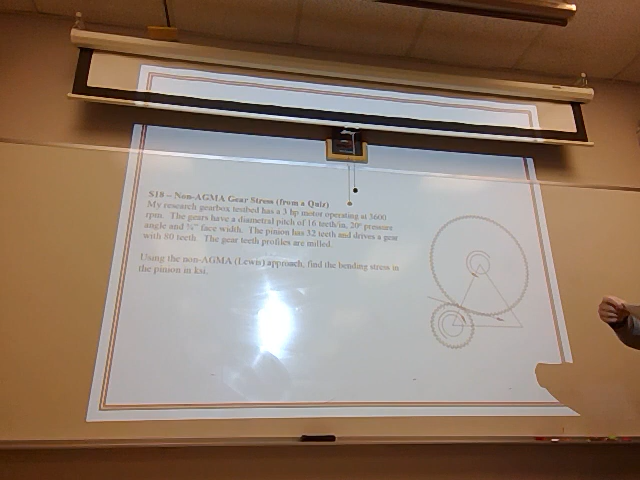 S18 – Non-AGMA Gear Stress (from a Quiz)
My research gearbox testbed has a 3 hp motor operating at 3600
rpm. The gears have a diametral pitch of 16 teeth/in, 20° pressure
angle and ¾" face width. The pinion has 32 teeth and drives a gear
with 80 teeth. The gear teeth profiles are milled.
Using the non-AGMA (Lewis) approach, find the bending stress in
the pinion in ksi.